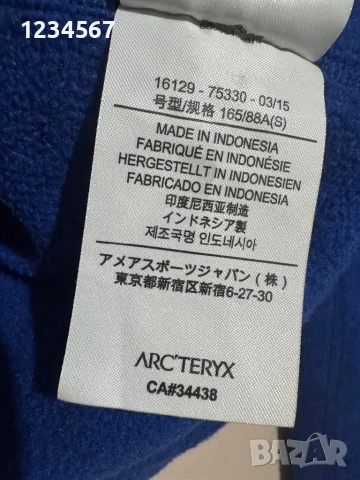 1234567
16129 - 75330 - 03/15
号型/规格 165/88A(S)
MADE IN INDONESIA
FABRIQUÉ EN INDONÉSIE
HERGESTELLT IN INDONESIEN
FABRICADO EN INDONESIA
印度尼西亚制造
インドネシア製
제조국명 인도네시아
アメアスポーツジャパン(株)
東京都新宿区新宿6-27-30
ARC'TERYX
CA#34438
BAZAR
bg